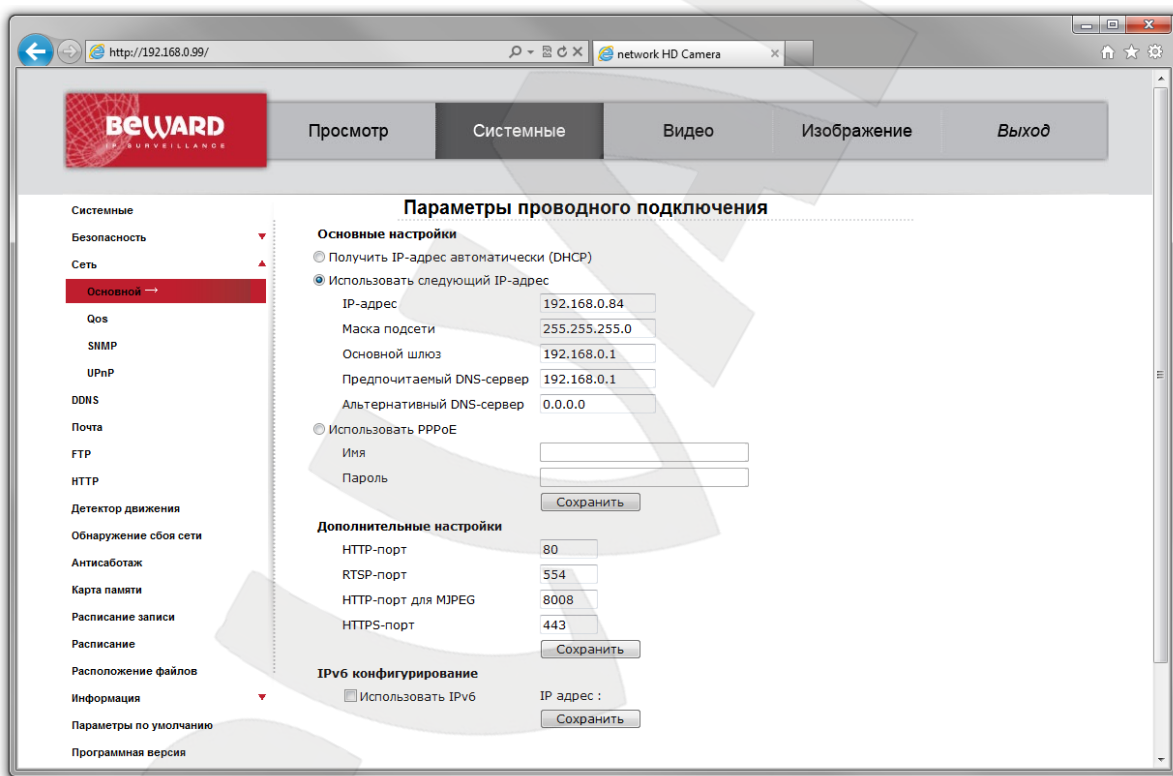 http://192.168.0.99/
network HD Camera
BEWARD
IP SURVEILLANCE
Просмотр
Системные
Видео
Изображение
Выход
Системные
Безопасность
Сеть
Основной →
Qos
SNMP
UPnP
DDNS
Почта
FTP
HTTP
Детектор движения
Обнаружение сбоя сети
Антисаботаж
Карта памяти
Расписание записи
Расписание
Расположение файлов
Информация
Параметры по умолчанию
Программная версия
Параметры проводного подключения
Основные настройки
Получить IP-адрес автоматически (DHCP)
Использовать следующий IP-адрес
IP-адрес 192.168.0.84
Маска подсети 255.255.255.0
Основной шлюз 192.168.0.1
Предпочитаемый DNS-сервер 192.168.0.1
Альтернативный DNS-сервер 0.0.0.0
Использовать PPPoE
Имя
Пароль
Сохранить
Дополнительные настройки
HTTP-порт 80
RTSP-порт 554
HTTP-порт для MJPEG 8008
HTTPS-порт 443
Сохранить
IPv6 конфигурирование
Использовать IPv6 IP адрес :
Сохранить